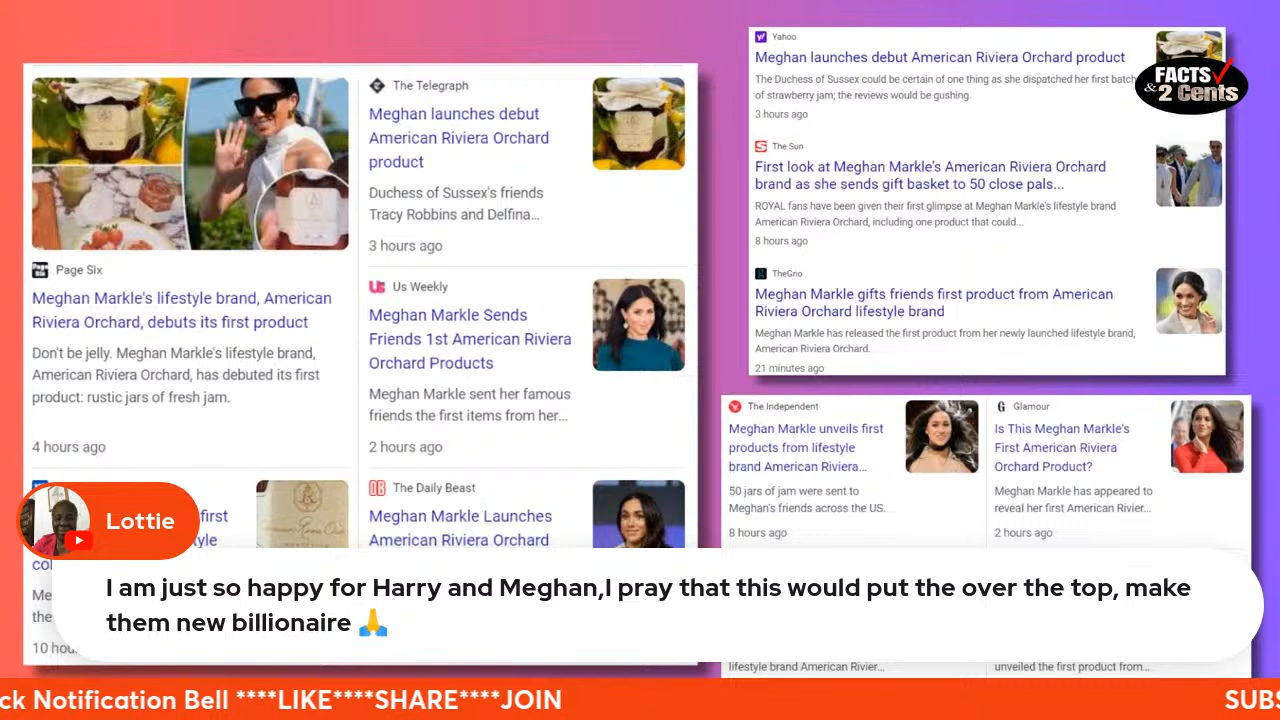 The Telegraph
Meghan launches debut
American Riviera Orchard
product
Duchess of Sussex's friends
Tracy Robbins and Delfina...
3 hours ago
Page Six
Meghan Markle's lifestyle brand, American
Riviera Orchard, debuts its first product
Don't be jelly. Meghan Markle's lifestyle brand,
American Riviera Orchard, has debuted its first
product: rustic jars of fresh jam.
4 hours ago
Us Weekly
Meghan Markle Sends
Friends 1st American Riviera
Orchard Products
Meghan Markle sent her famous
friends the first items from her...
2 hours ago
The Daily Beast
Meghan Markle Launches
American Riviera Orchard
first
10
Yahoo
Meghan launches debut American Riviera Orchard product
The Duchess of Sussex could be certain of one thing as she dispatched her first batch
of strawberry jam; the reviews would be gushing.
3 hours ago
FACTS
& 2 Cents
The Sun
First look at Meghan Markle's American Riviera Orchard
brand as she sends gift basket to 50 close pals...
ROYAL fans have been given their first glimpse at Meghan Markle's lifestyle brand
American Riviera Orchard, including one product that could...
8 hours ago
TheGrio
Meghan Markle gifts friends first product from American
Riviera Orchard lifestyle brand
Meghan Markle has released the first product from her newly launched lifestyle brand,
American Riviera Orchard.
21 minutes ago
The Independent
Meghan Markle unveils first
products from lifestyle
brand American Riviera...
50 jars of jam were sent to
Meghan's friends across the US.
8 hours ago
Glamour
Is This Meghan Markle's
First American Riviera
Orchard Product?
Meghan Markle has appeared to
reveal her first American Rivier...
2 hours ago
lifestyle brand American Rivier...
unveiled the first product from...
Lottie
I am just so happy for Harry and Meghan,I pray that this would put the over the top, make
them new billionaire 🙏
ck Notification Bell ****LIKE****SHARE****JOIN
SUBS